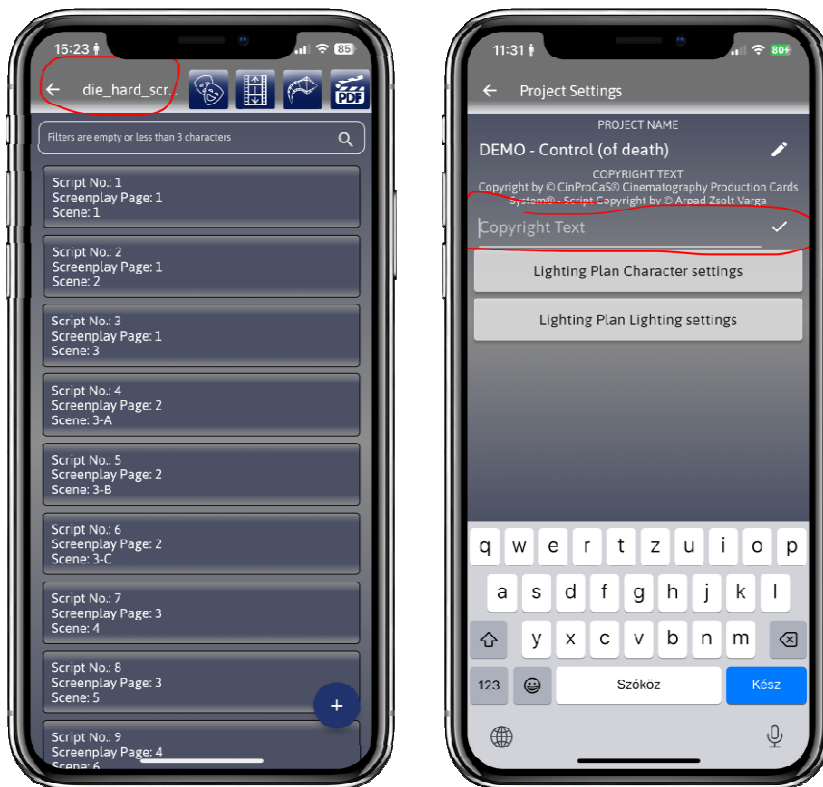 15:23
85
die_hard_scr...
PDF
Filters are empty or less than 3 characters
Script No.: 1
Screenplay Page: 1
Scene: 1
Script No.: 2
Screenplay Page: 1
Scene: 2
Script No.: 3
Screenplay Page: 1
Scene: 3
Script No.: 4
Screenplay Page: 2
Scene: 3-A
Script No.: 5
Screenplay Page: 2
Scene: 3-B
Script No.: 6
Screenplay Page: 2
Scene: 3-C
Script No.: 7
Screenplay Page: 3
Scene: 4
Script No.: 8
Screenplay Page: 3
Scene: 5
+
Script No.: 9
Screenplay Page: 4
Scene: 6
11:31
80
Project Settings
PROJECT NAME
DEMO - Control (of death)
COPYRIGHT TEXT
Copyright by © CinProCaS® Cinematography Production Cards
System® - Script Copyright by © Arpad Zsolt Varga
Copyright Text
Lighting Plan Character settings
Lighting Plan Lighting settings
q w e r t z u i o p
a s d f g h j k l
y x c v b n m
123 Szóköz Kész